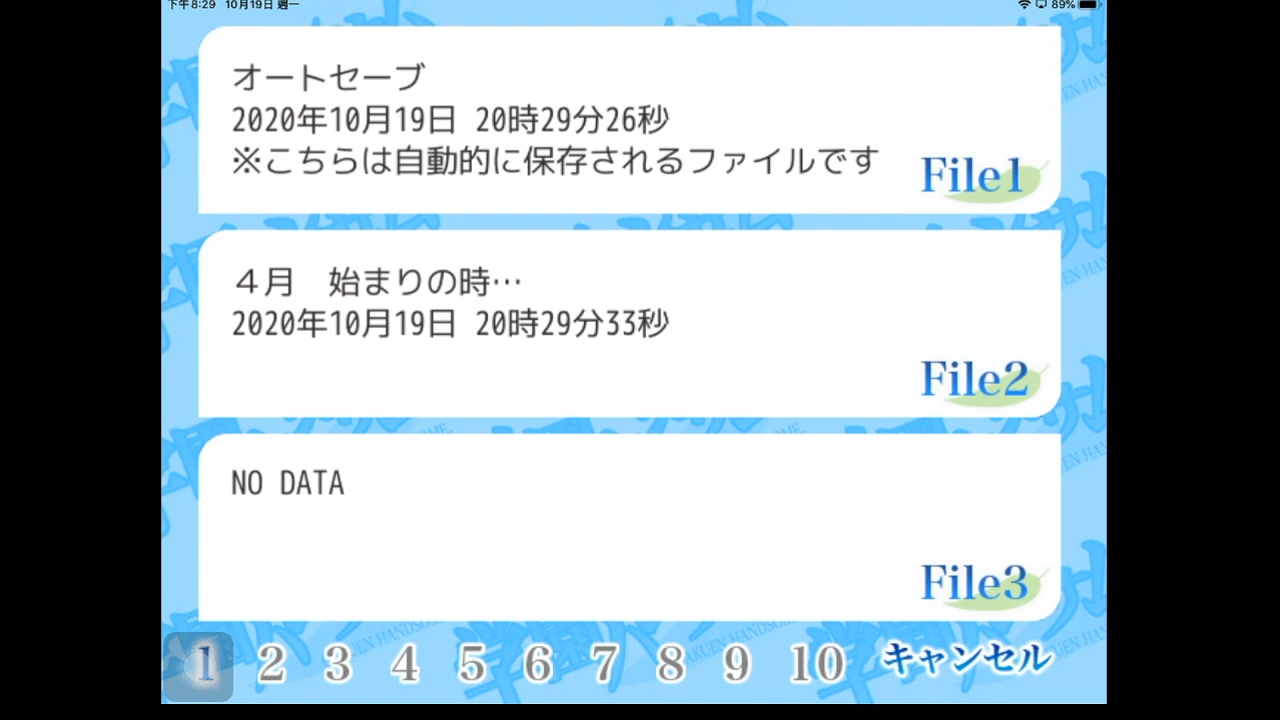 下午8:29 10月19日 週一
89%
オートセーブ
2020年10月19日 20時29分26秒
※こちらは自動的に保存されるファイルです
File1
４月　始まりの時…
2020年10月19日 20時29分33秒
File2
NO DATA
File3
1 2 3 4 5 6 7 8 9 10 キャンセル